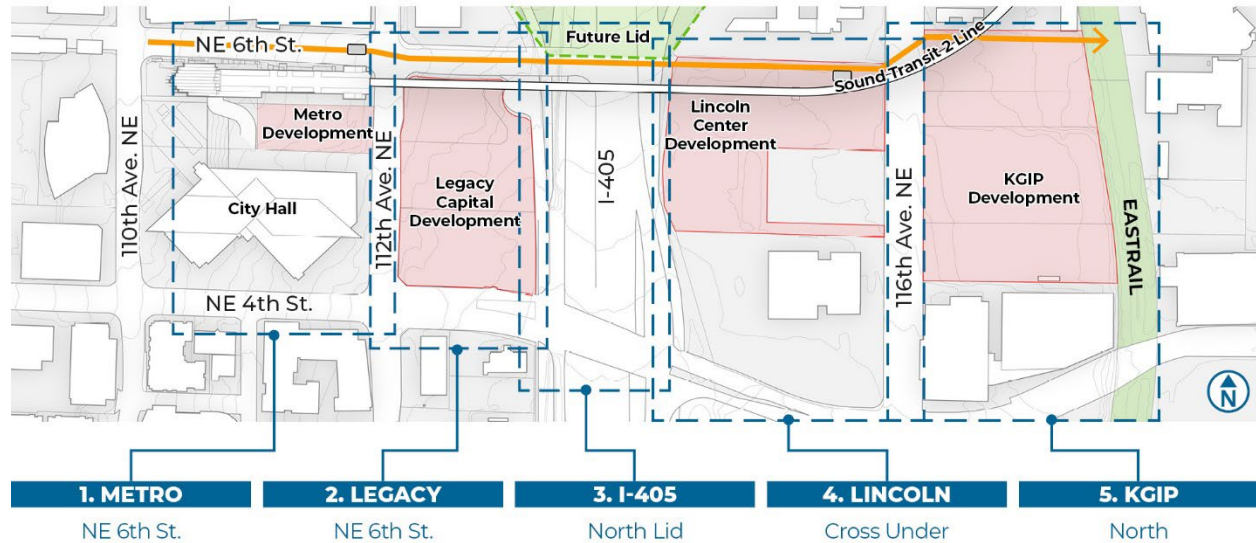 NE 6th St.
Future Lid
Sound Transit 2 Line
Metro
Development
Lincoln
Center
Development
110th Ave. NE
City Hall
112th Ave. NE
Legacy
Capital
Development
I-405
116th Ave. NE
KGIP
Development
EASTRAIL
NE 4th St.
N
1. METRO
NE 6th St.
2. LEGACY
NE 6th St.
3. I-405
North Lid
4. LINCOLN
Cross Under
5. KGIP
North